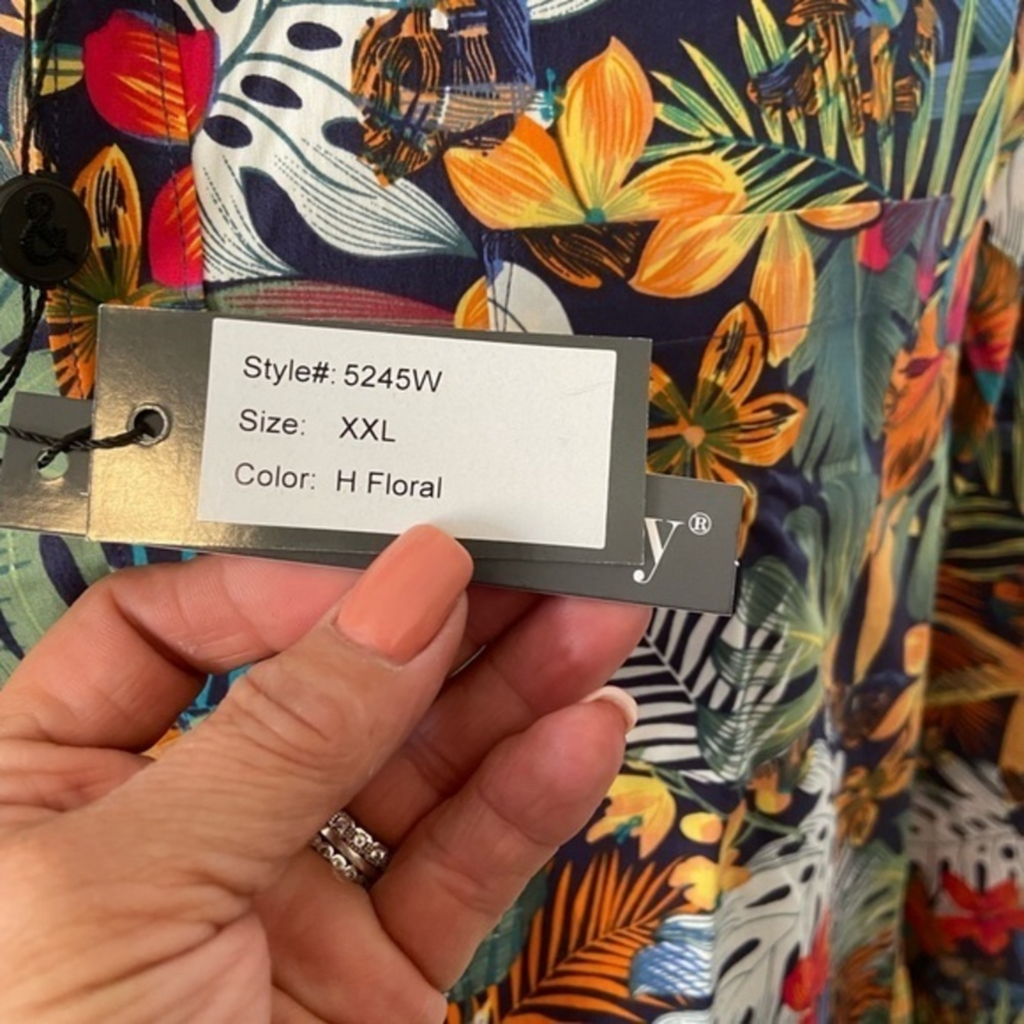 Style#: 5245W
Size: XXL
Color: H Floral
y®
&